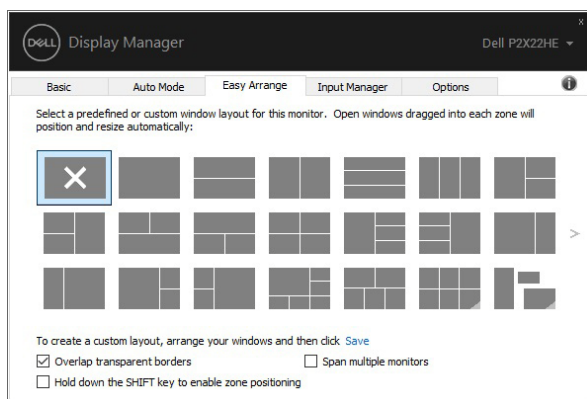 DELL Display Manager
x
Dell P2X22HE
Basic Auto Mode Easy Arrange Input Manager Options i
Select a predefined or custom window layout for this monitor. Open windows dragged into each zone will
position and resize automatically:
>
To create a custom layout, arrange your windows and then click Save
Overlap transparent borders Span multiple monitors
Hold down the SHIFT key to enable zone positioning